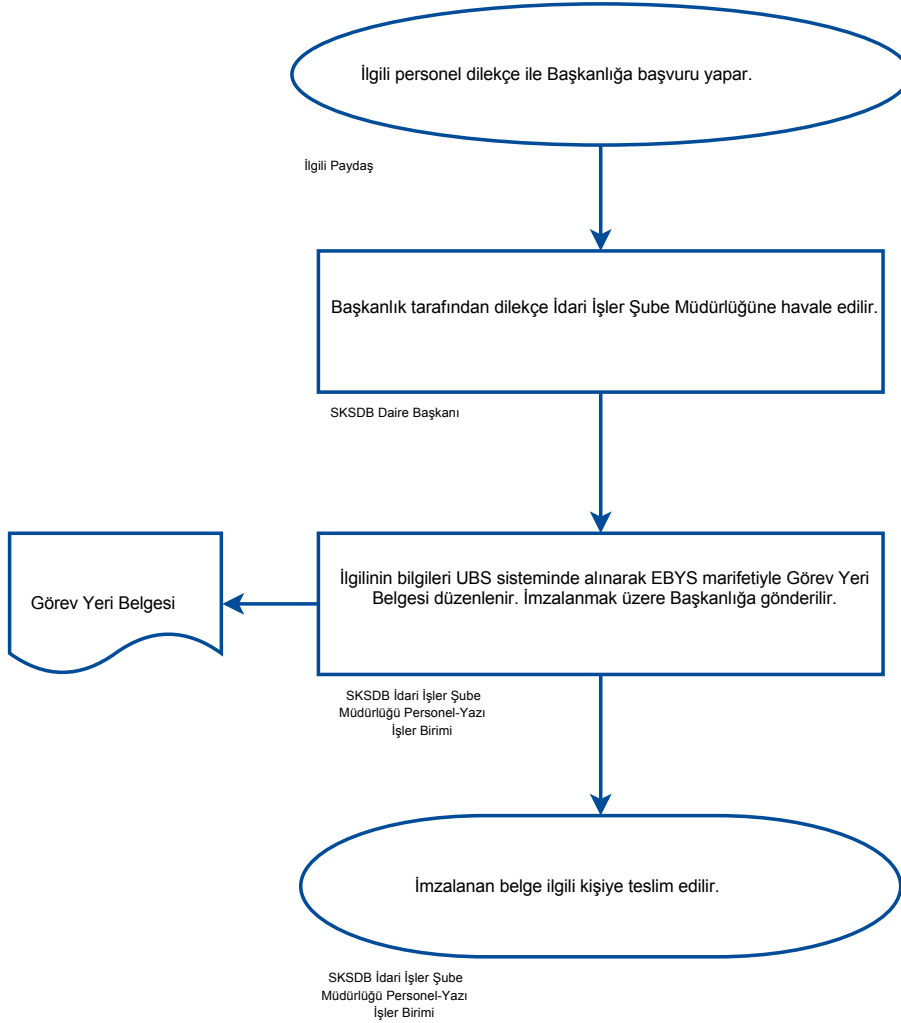 İlgili personel dilekçe ile Başkanlığa başvuru yapar.
İlgili Paydaş
Başkanlık tarafından dilekçe İdari İşler Şube Müdürlüğüne havale edilir.
SKSDB Daire Başkanı
Görev Yeri Belgesi
İlgilinin bilgileri UBS sisteminde alınarak EBYS marifetiyle Görev Yeri
Belgesi düzenlenir. İmzalanmak üzere Başkanlığa gönderilir.
SKSDB İdari İşler Şube
Müdürlüğü Personel-Yazı
İşler Birimi
İmzalanan belge ilgili kişiye teslim edilir.
SKSDB İdari İşler Şube
Müdürlüğü Personel-Yazı
İşler Birimi